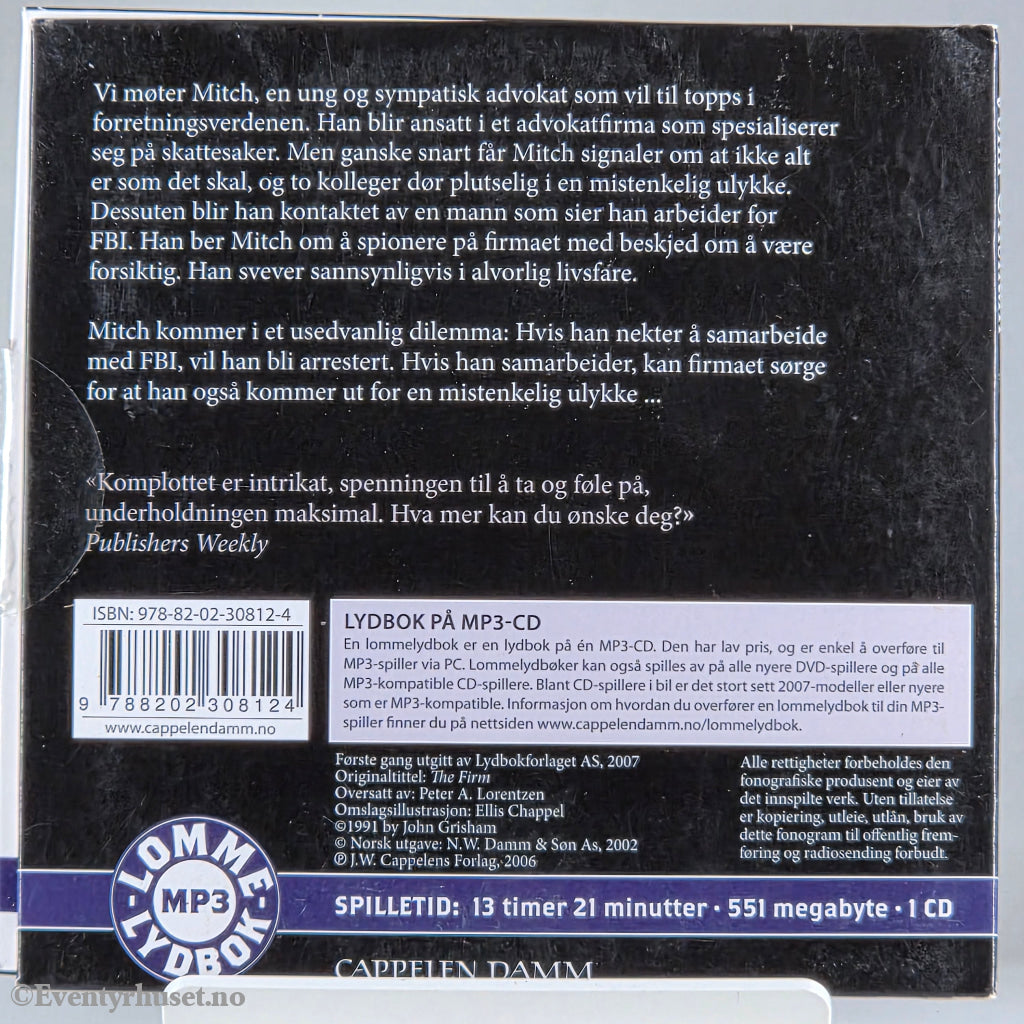 Vi møter Mitch, en ung og sympatisk advokat som vil til topps i
forretningsverdenen. Han blir ansatt i et advokatfirma som spesialiserer
seg på skattesaker. Men ganske snart får Mitch signaler om at ikke alt
er som det skal, og to kolleger dør plutselig i en mistenkelig ulykke.
Dessuten blir han kontaktet av en mann som sier han arbeider for
FBI. Han ber Mitch om å spionere på firmaet med beskjed om å være
forsiktig. Han svever sannsynligvis i alvorlig livsfare.
Mitch kommer i et usedvanlig dilemma: Hvis han nekter å samarbeide
med FBI, vil han bli arrestert. Hvis han samarbeider, kan firmaet sørge
for at han også kommer ut for en mistenkelig ulykke ...
«Komplottet er intrikat, spenningen til å ta og føle på,
underholdningen maksimal. Hva mer kan du ønske deg?»
Publishers Weekly
ISBN: 978-82-02-30812-4
9 788202 308124
www.cappelendamm.no
LYDBOK PÅ MP3-CD
En lommelydbok er en lydbok på én MP3-CD. Den har lav pris, og er enkel å overføre til
MP3-spiller via PC. Lommelydbøker kan også spilles av på alle nyere DVD-spillere og på alle
MP3-kompatible CD-spillere. Blant CD-spillere i bil er det stort sett 2007-modeller eller nyere
som er MP3-kompatible. Informasjon om hvordan du overfører en lommelydbok til din MP3-
spiller finner du på nettsiden www.cappelendamm.no/lommelydbok.
Første gang utgitt av Lydbokforlaget AS, 2007
Originaltittel: The Firm
Oversatt av: Peter A. Lorentzen
Omslagsillustrasjon: Ellis Chappel
©1991 by John Grisham
© Norsk utgave: N.W. Damm & Søn As, 2002
℗ J.W. Cappelens Forlag, 2006
Alle rettigheter forbeholdes den
fonografiske produsent og eier av
det innspilte verk. Uten tillatelse
er kopiering, utleie, utlån, bruk av
dette fonogram til offentlig frem-
føring og radiosending forbudt.
LOMME-
MP3
LYDBOK
SPILLETID: 13 timer 21 minutter • 551 megabyte • 1 CD
CAPPELEN DAMM
©Eventyrhuset.no